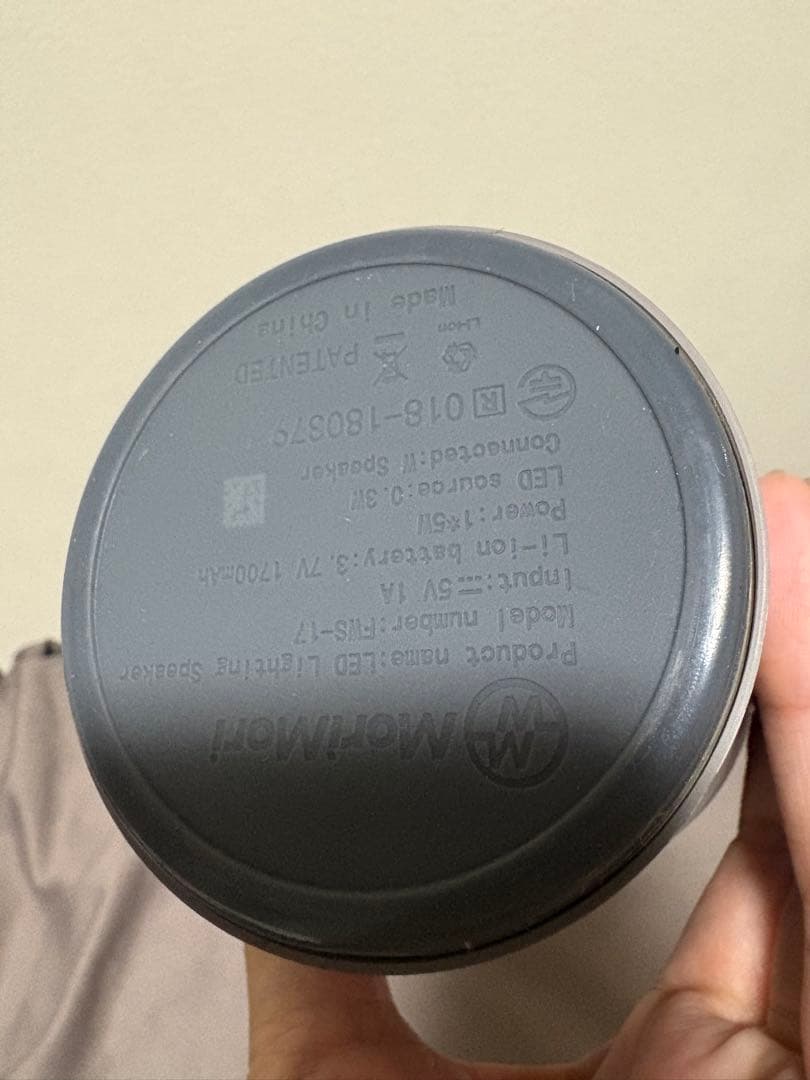 MoriMori
Product name:LED Lighting Speaker
Model number:FWS-17
Input:⎓5V 1A
Li-ion battery:3.7V 1700mAh
Power:1*5W
LED source:0.3W
Connected:W Speaker
R 018-180379
Li-ion PATENTED
Made in China